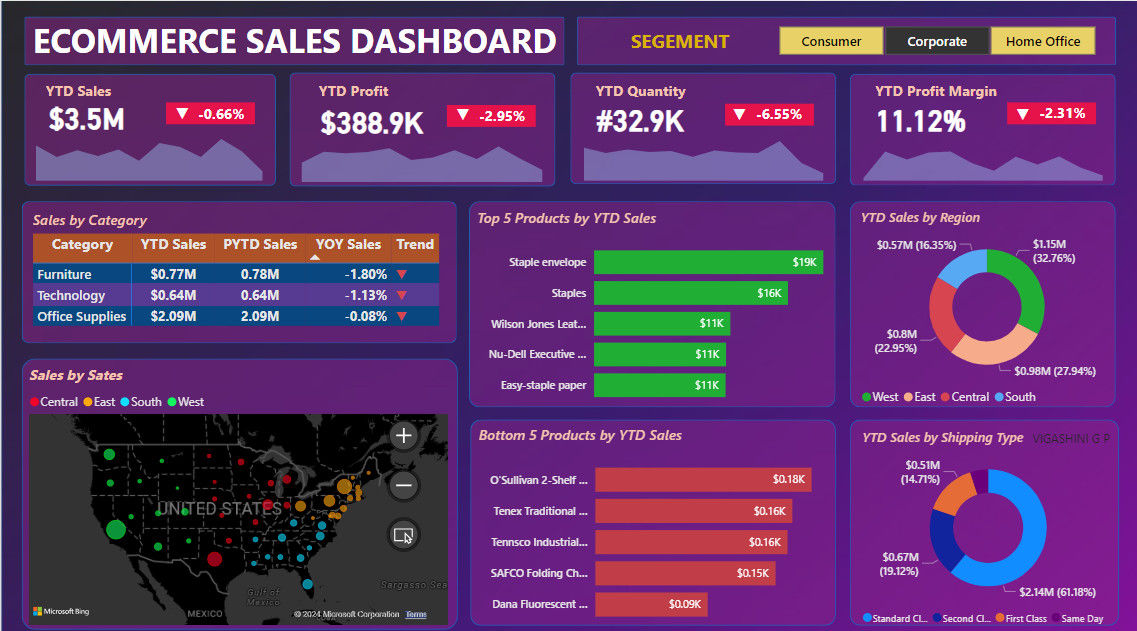 ECOMMERCE SALES DASHBOARD
SEGEMENT
Consumer
Corporate
Home Office
YTD Sales
$3.5M
▼ -0.66%
YTD Profit
$388.9K
▼ -2.95%
YTD Quantity
#32.9K
▼ -6.55%
YTD Profit Margin
11.12%
▼ -2.31%
Sales by Category
Category YTD Sales PYTD Sales YOY Sales Trend
Furniture $0.77M 0.78M -1.80% ▼
Technology $0.64M 0.64M -1.13% ▼
Office Supplies $2.09M 2.09M -0.08% ▼
Top 5 Products by YTD Sales
Staple envelope $19K
Staples $16K
Wilson Jones Leat... $11K
Nu-Dell Executive ... $11K
Easy-staple paper $11K
YTD Sales by Region
$0.57M (16.35%)
$1.15M
(32.76%)
$0.8M
(22.95%)
$0.98M (27.94%)
West East Central South
Sales by Sates
Central East South West
UNITED STATES
Gulf of
Mexico
Sargasso Sea
MEXICO
Microsoft Bing
© 2024 Microsoft Corporation Terms
Bottom 5 Products by YTD Sales
O'Sullivan 2-Shelf ... $0.18K
Tenex Traditional ... $0.16K
Tennsco Industrial... $0.16K
SAFCO Folding Ch... $0.15K
Dana Fluorescent ... $0.09K
YTD Sales by Shipping Type
VIGASHINI G P
$0.51M
(14.71%)
$0.67M
(19.12%)
$2.14M (61.18%)
Standard Cl... Second Cl... First Class Same Day